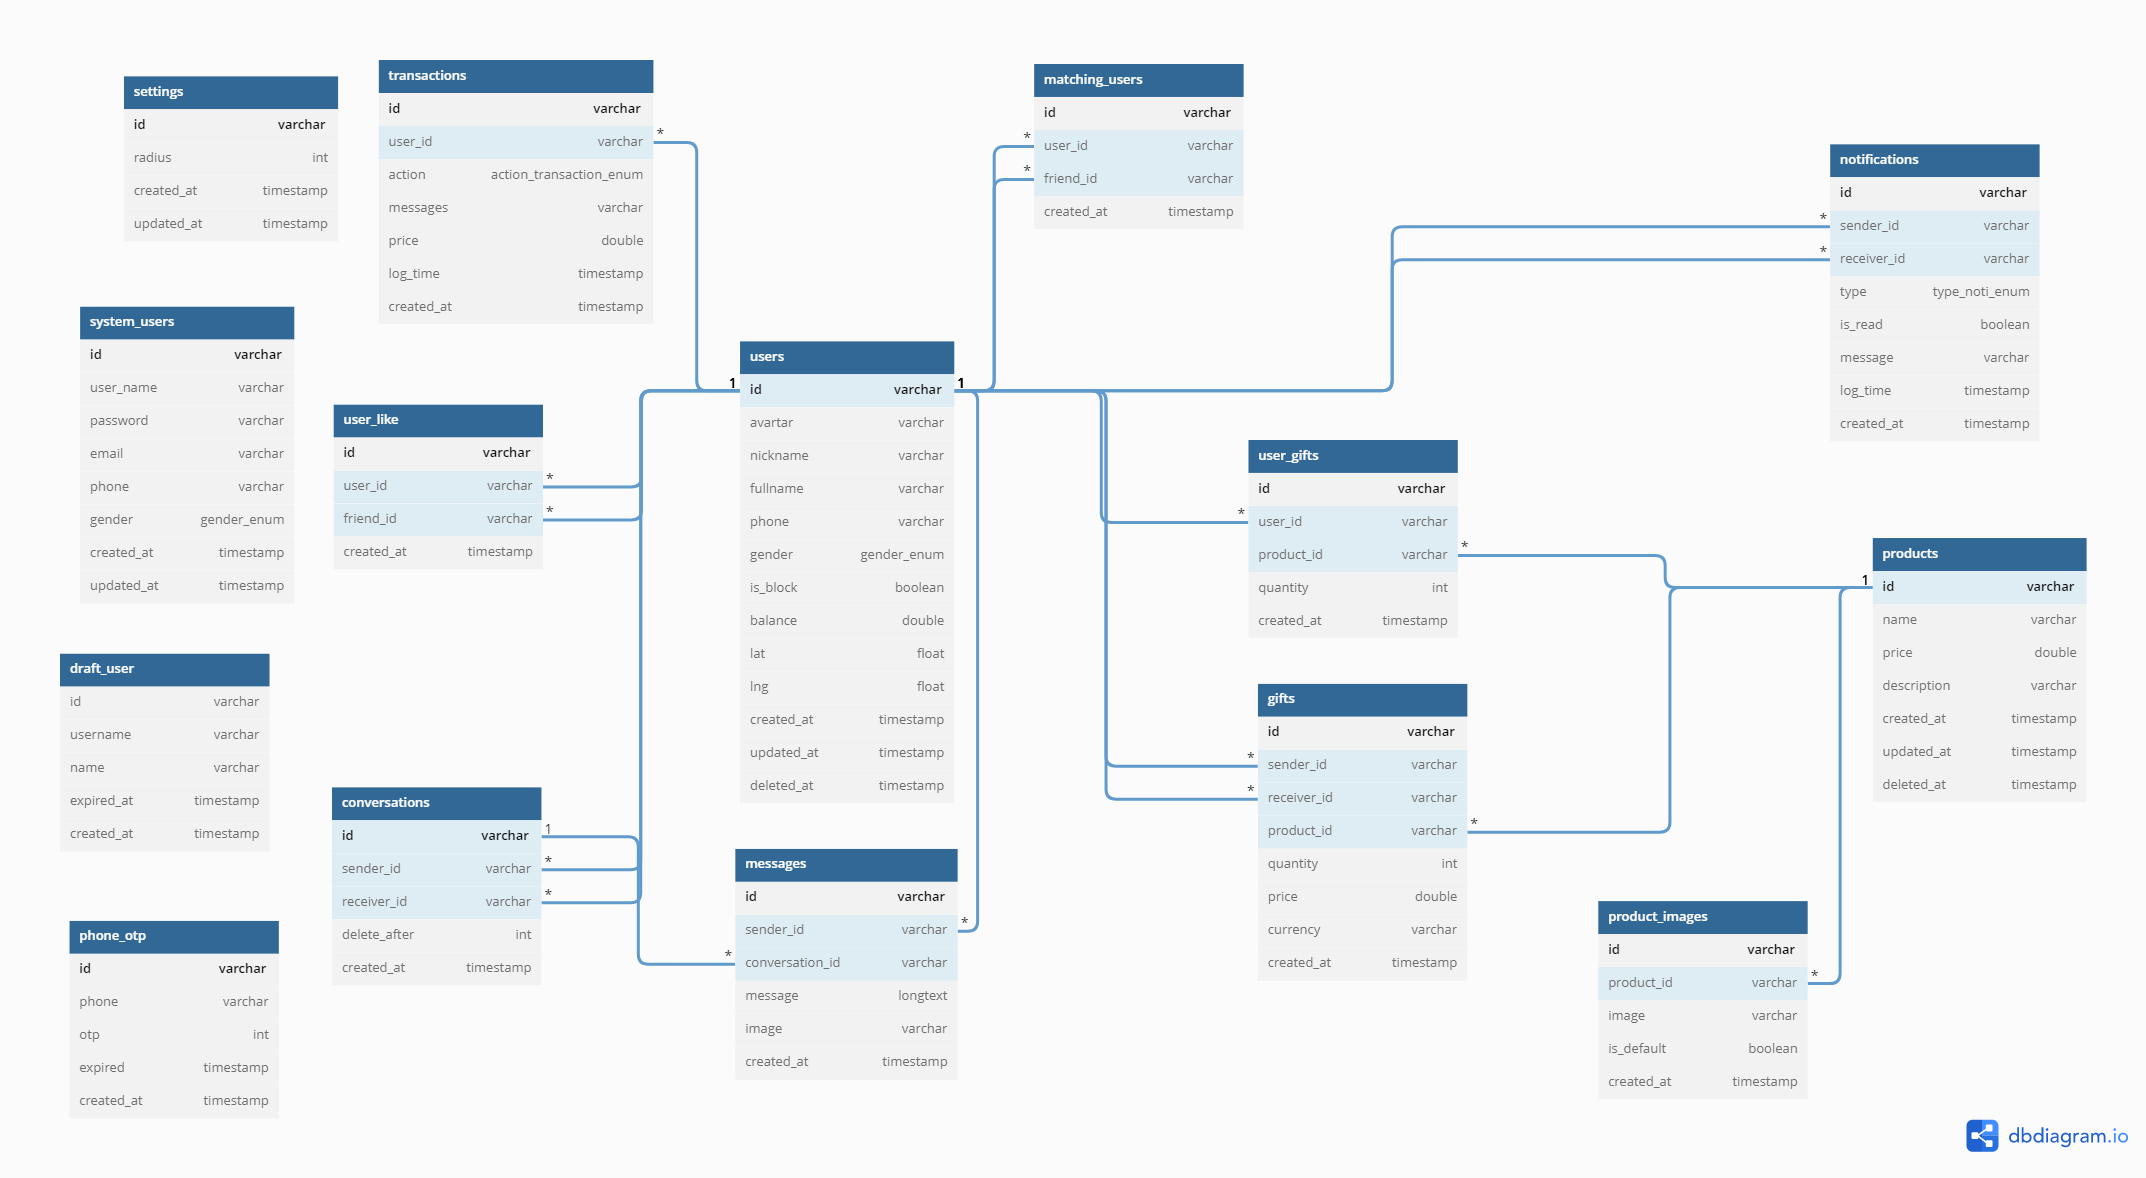 settings
id varchar
radius int
created_at timestamp
updated_at timestamp
transactions
id varchar
user_id varchar *
action action_transaction_enum
messages varchar
price double
log_time timestamp
created_at timestamp
matching_users
id varchar
* user_id varchar
* friend_id varchar
created_at timestamp
notifications
id varchar
* sender_id varchar
* receiver_id varchar
type type_noti_enum
is_read boolean
message varchar
log_time timestamp
created_at timestamp
system_users
id varchar
user_name varchar
password varchar
email varchar
phone varchar
gender gender_enum
created_at timestamp
updated_at timestamp
user_like
id varchar
user_id varchar *
friend_id varchar *
created_at timestamp
users
1 id varchar 1
avartar varchar
nickname varchar
fullname varchar
phone varchar
gender gender_enum
is_block boolean
balance double
lat float
lng float
created_at timestamp
updated_at timestamp
deleted_at timestamp
user_gifts
id varchar
* user_id varchar
product_id varchar *
quantity int
created_at timestamp
products
1 id varchar
name varchar
price double
description varchar
created_at timestamp
updated_at timestamp
deleted_at timestamp
draft_user
id varchar
username varchar
name varchar
expired_at timestamp
created_at timestamp
conversations
id varchar 1
sender_id varchar *
receiver_id varchar *
delete_after int
created_at timestamp
messages
id varchar
sender_id varchar *
* conversation_id varchar
message longtext
image varchar
created_at timestamp
gifts
id varchar
* sender_id varchar
* receiver_id varchar
product_id varchar *
quantity int
price double
currency varchar
created_at timestamp
phone_otp
id varchar
phone varchar
otp int
expired timestamp
created_at timestamp
product_images
id varchar
product_id varchar *
image varchar
is_default boolean
created_at timestamp
dbdiagram.io